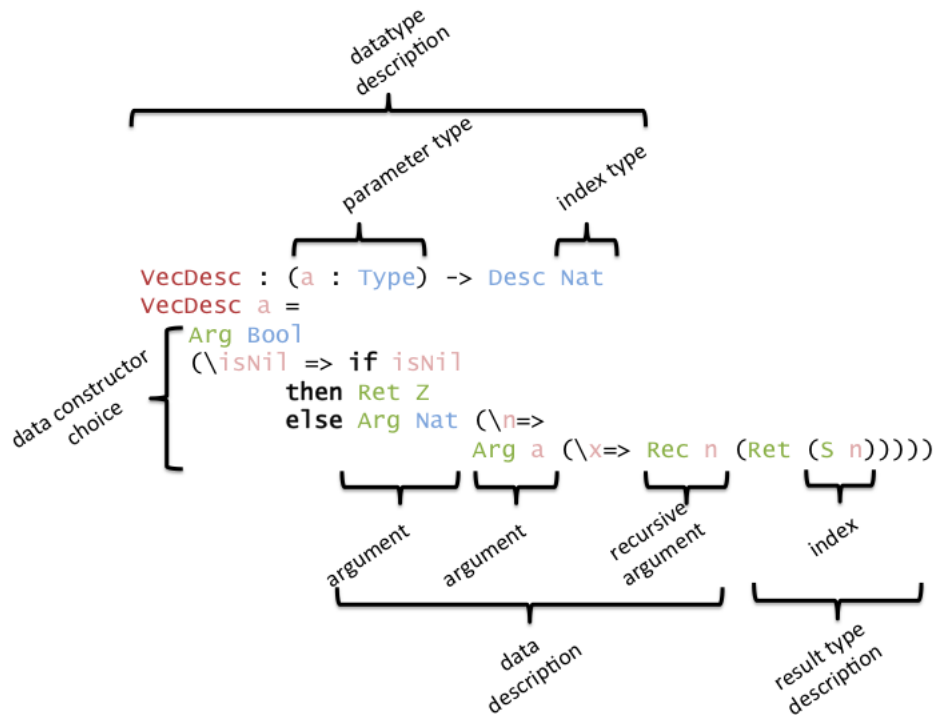 datatype
description
parameter type
index type
VecDesc : (a : Type) -> Desc Nat
VecDesc a =
Arg Bool
(\isNil => if isNil
then Ret Z
else Arg Nat (\n=>
Arg a (\x=> Rec n (Ret (S n)))))
data constructor
choice
argument
argument
recursive
argument
index
data
description
result type
description